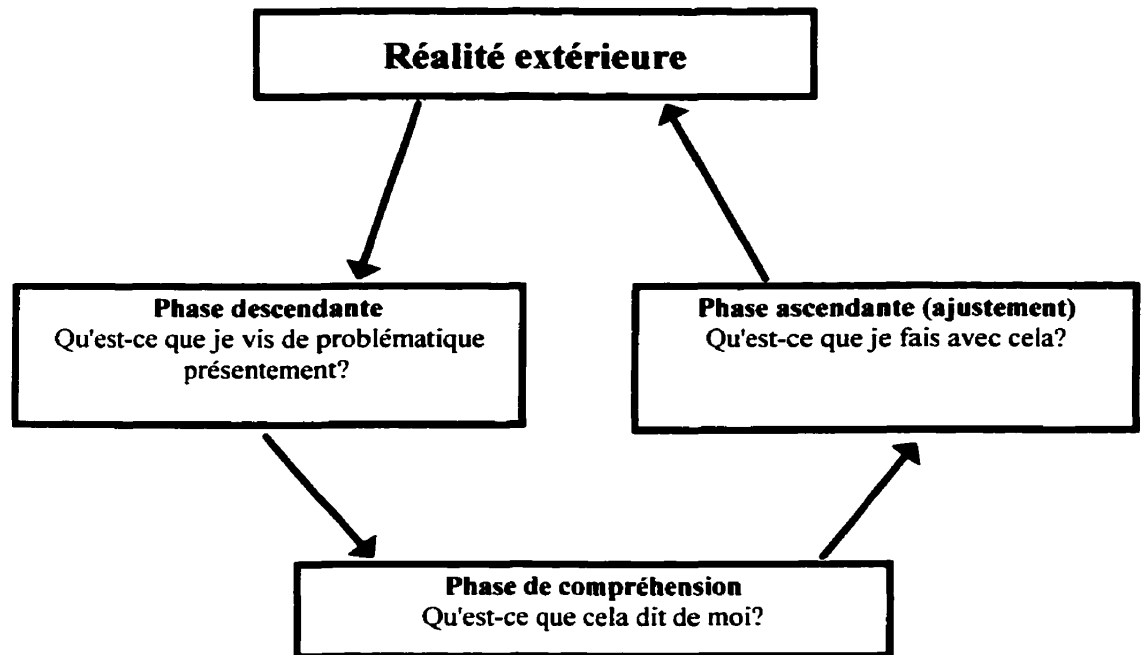 Réalité extérieure
Phase descendante
Qu'est-ce que je vis de problématique
présentement?
Phase ascendante (ajustement)
Qu'est-ce que je fais avec cela?
Phase de compréhension
Qu'est-ce que cela dit de moi?